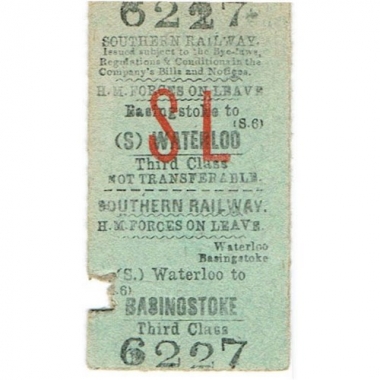 6227
SOUTHERN RAILWAY.
Issued subject to the Bye-laws,
Regulations & Conditions in the
Company's Bills and Notices.
H.M. FORCES ON LEAVE
Basingstoke to
(S.6)
(S) WATERLOO
SL
Third Class
NOT TRANSFERABLE.
SOUTHERN RAILWAY.
H.M. FORCES ON LEAVE.
Waterloo
Basingstoke
(S.) Waterloo to
S.6)
BASINGSTOKE
Third Class
6227